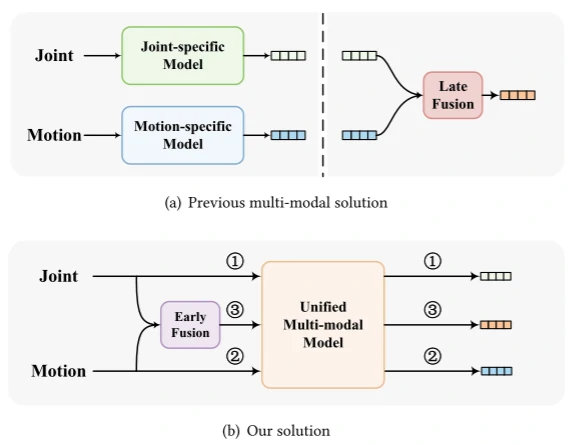 Joint
Joint-specific
Model
Motion
Motion-specific
Model
Late
Fusion
(a) Previous multi-modal solution
Joint
①
①
Early
Fusion
③
Unified
Multi-modal
Model
③
Motion
②
②
(b) Our solution